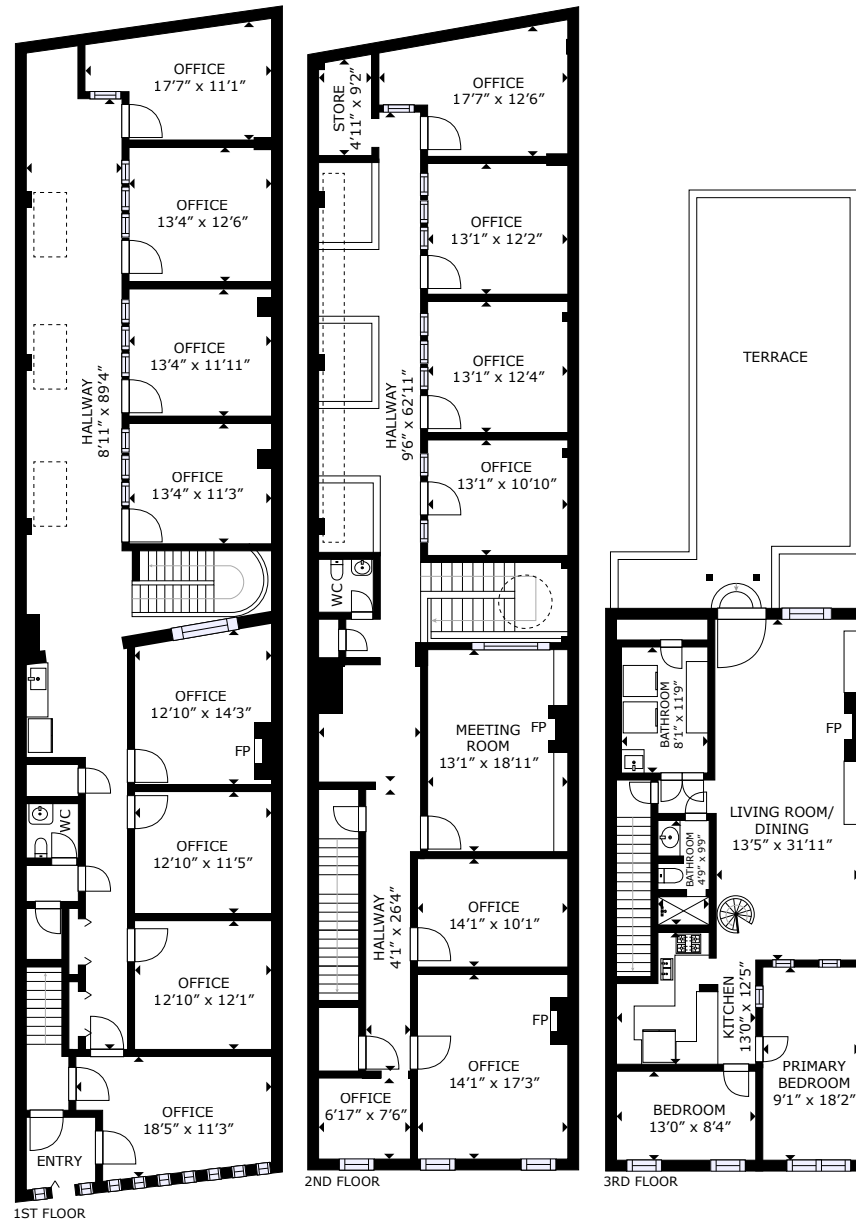 OFFICE
17'7" x 11'1"
OFFICE
13'4" x 12'6"
OFFICE
13'4" x 11'11"
HALLWAY
8'11" x 89'4"
OFFICE
13'4" x 11'3"
OFFICE
12'10" x 14'3"
FP
WC
OFFICE
12'10" x 11'5"
OFFICE
12'10" x 12'1"
OFFICE
18'5" x 11'3"
ENTRY
1ST FLOOR
STORE
4'11" x 9'2"
OFFICE
17'7" x 12'6"
OFFICE
13'1" x 12'2"
OFFICE
13'1" x 12'4"
HALLWAY
9'6" x 62'11"
OFFICE
13'1" x 10'10"
WC
MEETING
ROOM
13'1" x 18'11"
FP
OFFICE
14'1" x 10'1"
HALLWAY
4'1" x 26'4"
FP
OFFICE
14'1" x 17'3"
OFFICE
6'17" x 7'6"
2ND FLOOR
TERRACE
BATHROOM
8'1" x 11'9"
FP
LIVING ROOM/
DINING
13'5" x 31'11"
BATHROOM
4'9" x 9'9"
KITCHEN
13'0" x 12'5"
PRIMARY
BEDROOM
9'1" x 18'2"
BEDROOM
13'0" x 8'4"
3RD FLOOR